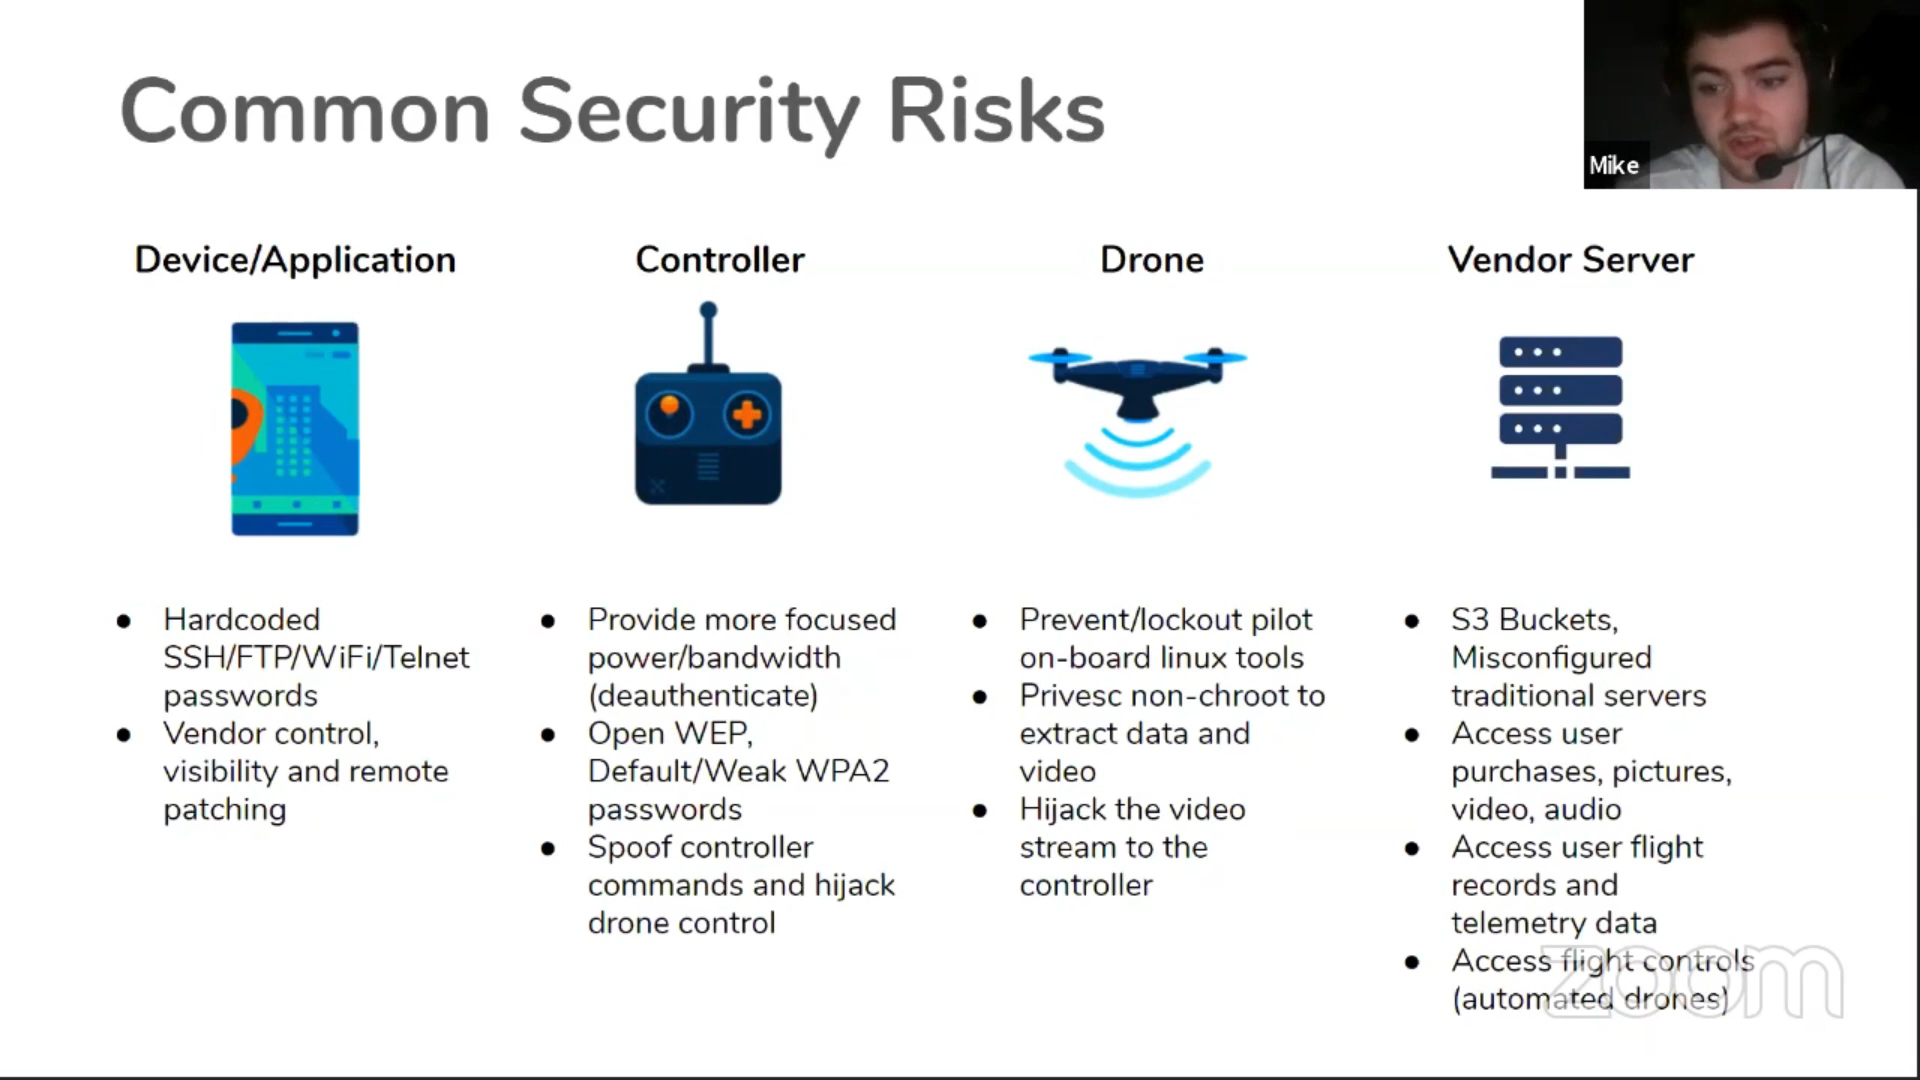 Common Security Risks
Mike
Device/Application
Hardcoded
SSH/FTP/WiFi/Telnet
passwords
Vendor control,
visibility and remote
patching
Controller
Provide more focused
power/bandwidth
(deauthenticate)
Open WEP,
Default/Weak WPA2
passwords
Spoof controller
commands and hijack
drone control
Drone
Prevent/lockout pilot
on-board linux tools
Privesc non-chroot to
extract data and
video
Hijack the video
stream to the
controller
Vendor Server
S3 Buckets,
Misconfigured
traditional servers
Access user
purchases, pictures,
video, audio
Access user flight
records and
telemetry data
Access flight controls
(automated drones)
zoom